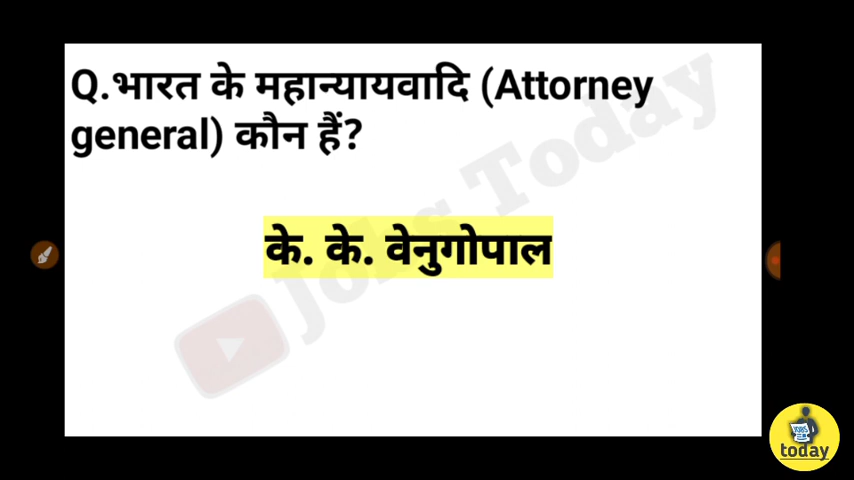 Q.भारत के महान्यायवादि (Attorney
general) कौन हैं?
के. के. वेनुगोपाल
Jobs Today
JOBS
today